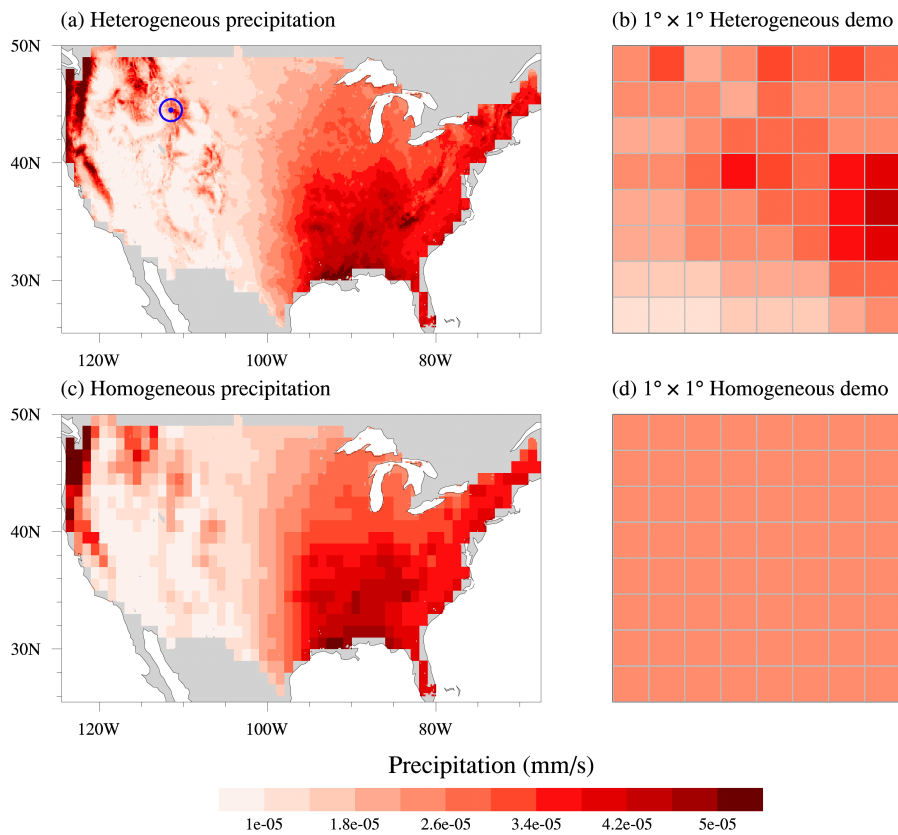 (a) Heterogeneous precipitation
(b) 1° × 1° Heterogeneous demo
50N
40N
30N
120W 100W 80W
(c) Homogeneous precipitation
(d) 1° × 1° Homogeneous demo
50N
40N
30N
120W 100W 80W
Precipitation (mm/s)
1e-05 1.8e-05 2.6e-05 3.4e-05 4.2e-05 5e-05